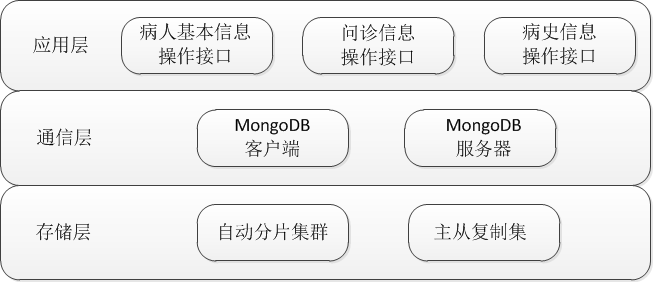 应用层
病人基本信息
操作接口
问诊信息
操作接口
病史信息
操作接口
通信层
MongoDB
客户端
MongoDB
服务器
存储层
自动分片集群
主从复制集